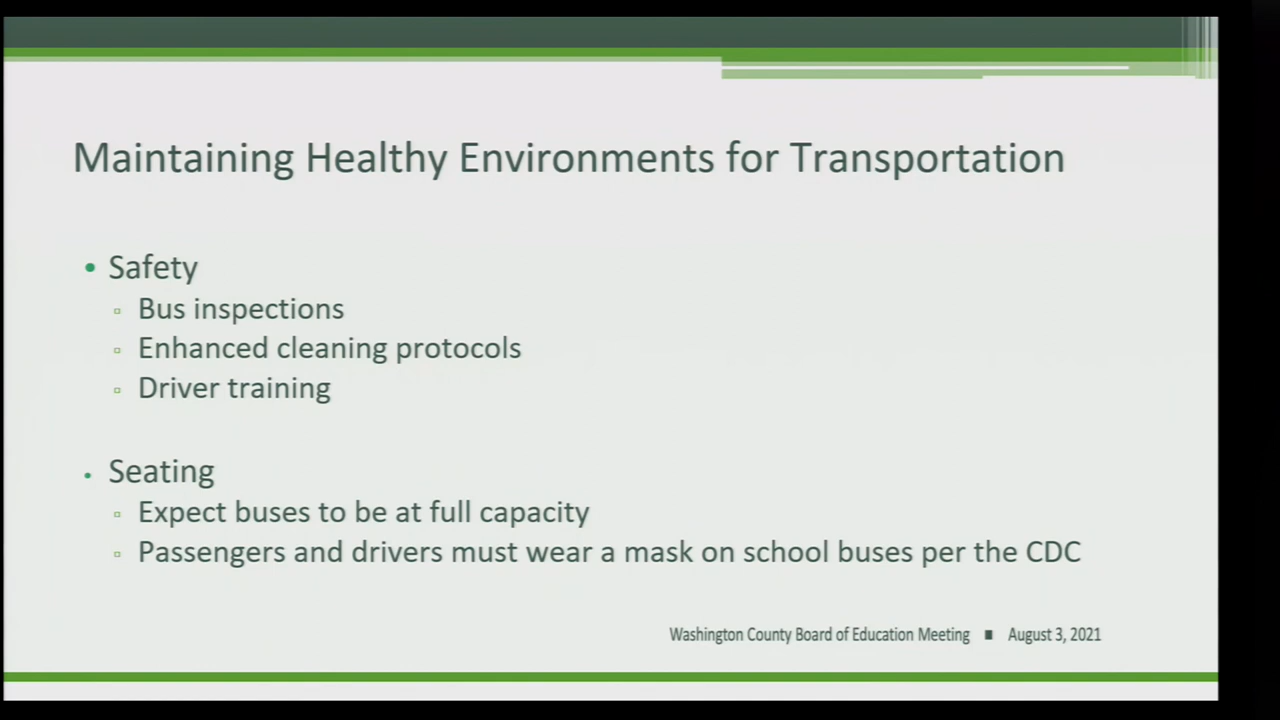 Maintaining Healthy Environments for Transportation
• Safety
▫ Bus inspections
▫ Enhanced cleaning protocols
▫ Driver training
• Seating
▫ Expect buses to be at full capacity
▫ Passengers and drivers must wear a mask on school buses per the CDC
Washington County Board of Education Meeting ■ August 3, 2021